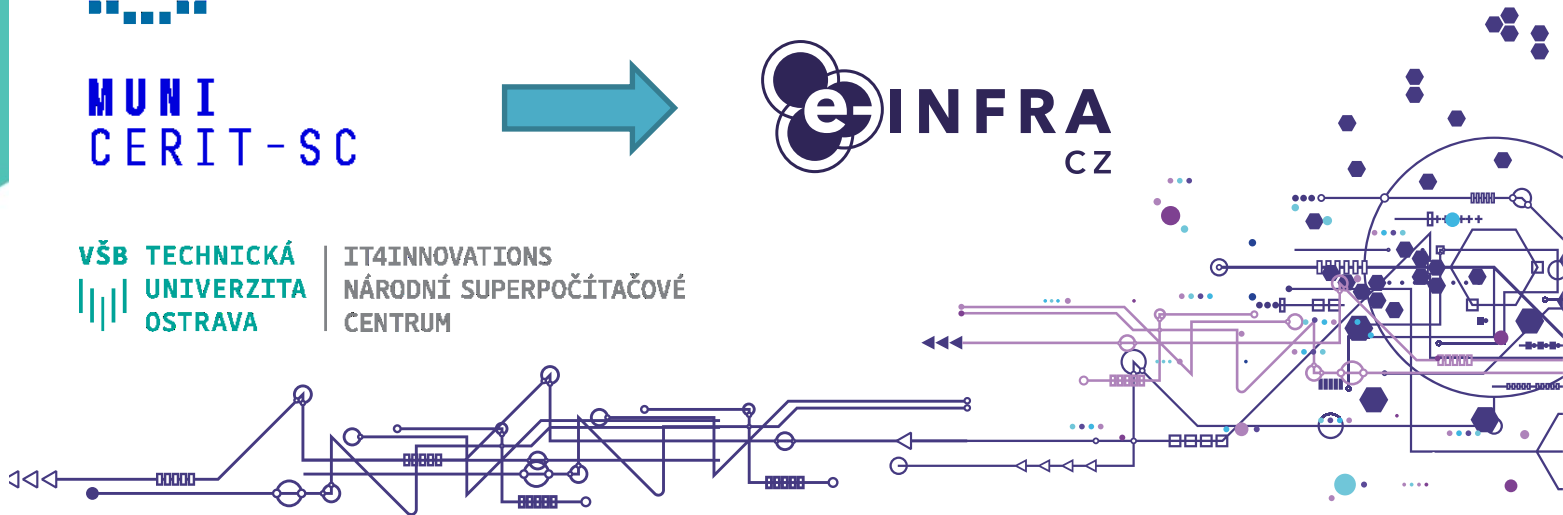 MUNI
CERIT-SC
e-INFRA
CZ
VŠB TECHNICKÁ
UNIVERZITA
OSTRAVA
IT4INNOVATIONS
NÁRODNÍ SUPERPOČÍTAČOVÉ
CENTRUM